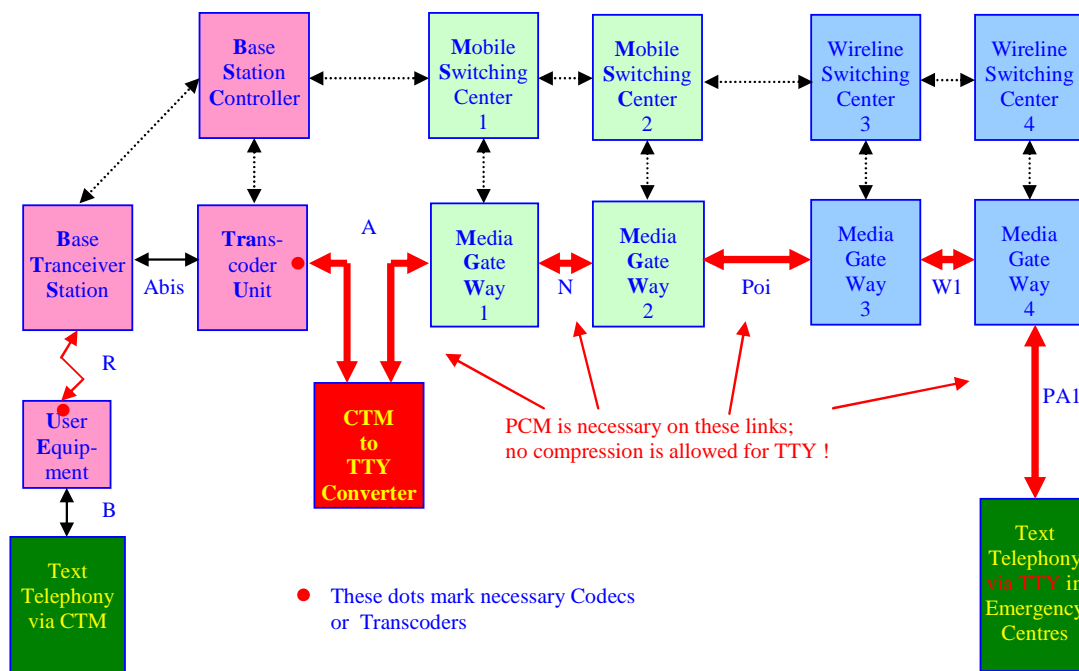 Base
Station
Controller
Mobile
Switching
Center
1
Mobile
Switching
Center
2
Wireline
Switching
Center
3
Wireline
Switching
Center
4
Base
Tranceiver
Station
Abis
Trans-
coder
Unit
A
Media
Gate
Way
1
N
Media
Gate
Way
2
Poi
Media
Gate
Way
3
W1
Media
Gate
Way
4
R
User
Equip-
ment
B
CTM
to
TTY
Converter
PCM is necessary on these links;
no compression is allowed for TTY !
PA1
Text
Telephony
via CTM
These dots mark necessary Codecs
or Transcoders
Text
Telephony
via TTY in
Emergency
Centres